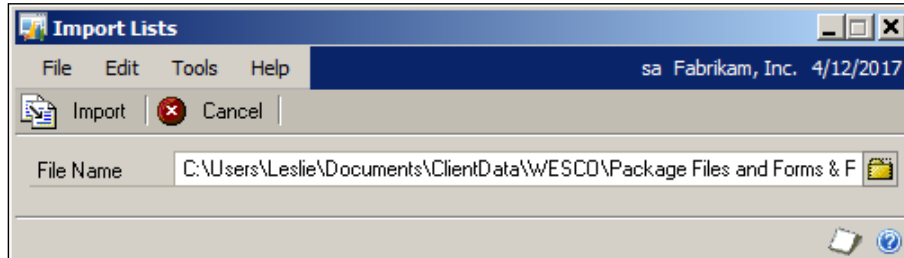 Import Lists
File Edit Tools Help sa Fabrikam, Inc. 4/12/2017
Import Cancel
File Name C:\Users\Leslie\Documents\ClientData\WESCO\Package Files and Forms & F